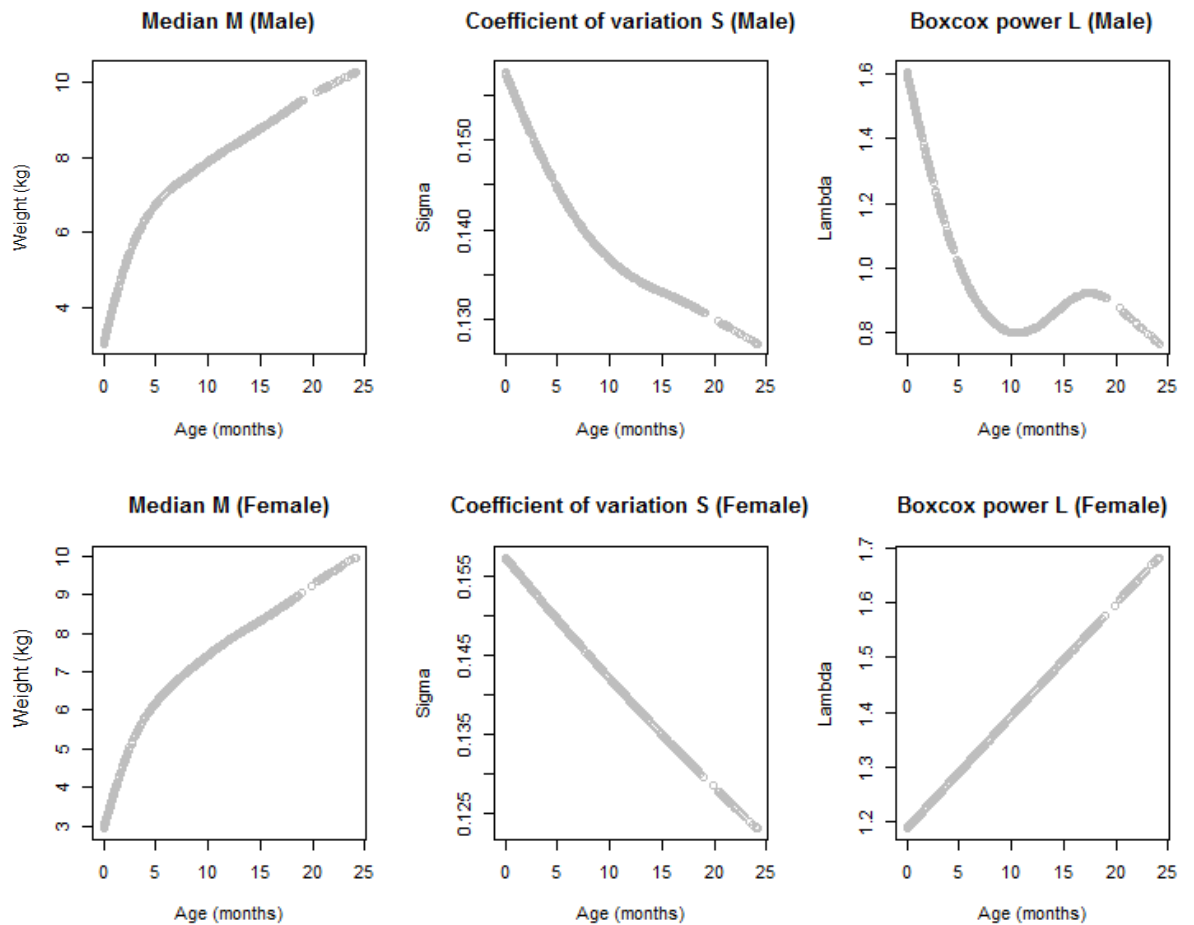 Median M (Male)
Weight (kg)
4 6 8 10
0 5 10 15 20 25
Age (months)
Coefficient of variation S (Male)
Sigma
0.130 0.140 0.150
0 5 10 15 20 25
Age (months)
Boxcox power L (Male)
Lambda
0.8 1.0 1.2 1.4 1.6
0 5 10 15 20 25
Age (months)
Median M (Female)
Weight (kg)
3 4 5 6 7 8 9 10
0 5 10 15 20 25
Age (months)
Coefficient of variation S (Female)
Sigma
0.125 0.135 0.145 0.155
0 5 10 15 20 25
Age (months)
Boxcox power L (Female)
Lambda
1.2 1.3 1.4 1.5 1.6 1.7
0 5 10 15 20 25
Age (months)